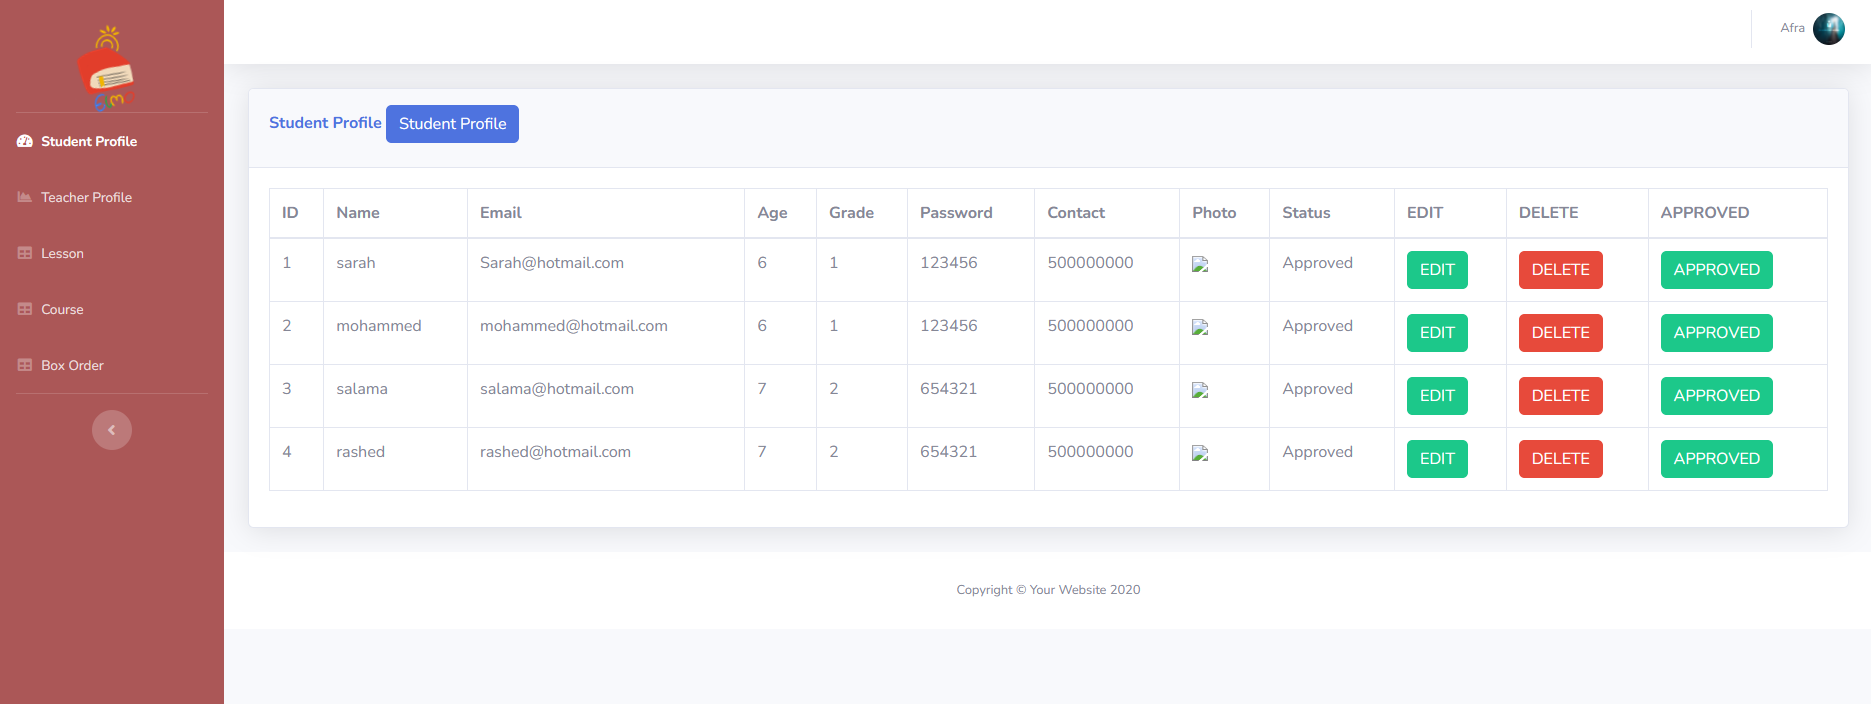 Afra
Student Profile
Teacher Profile
Lesson
Course
Box Order
Student Profile Student Profile
ID Name Email Age Grade Password Contact Photo Status EDIT DELETE APPROVED
1 sarah Sarah@hotmail.com 6 1 123456 500000000 Approved EDIT DELETE APPROVED
2 mohammed mohammed@hotmail.com 6 1 123456 500000000 Approved EDIT DELETE APPROVED
3 salama salama@hotmail.com 7 2 654321 500000000 Approved EDIT DELETE APPROVED
4 rashed rashed@hotmail.com 7 2 654321 500000000 Approved EDIT DELETE APPROVED
Copyright © Your Website 2020